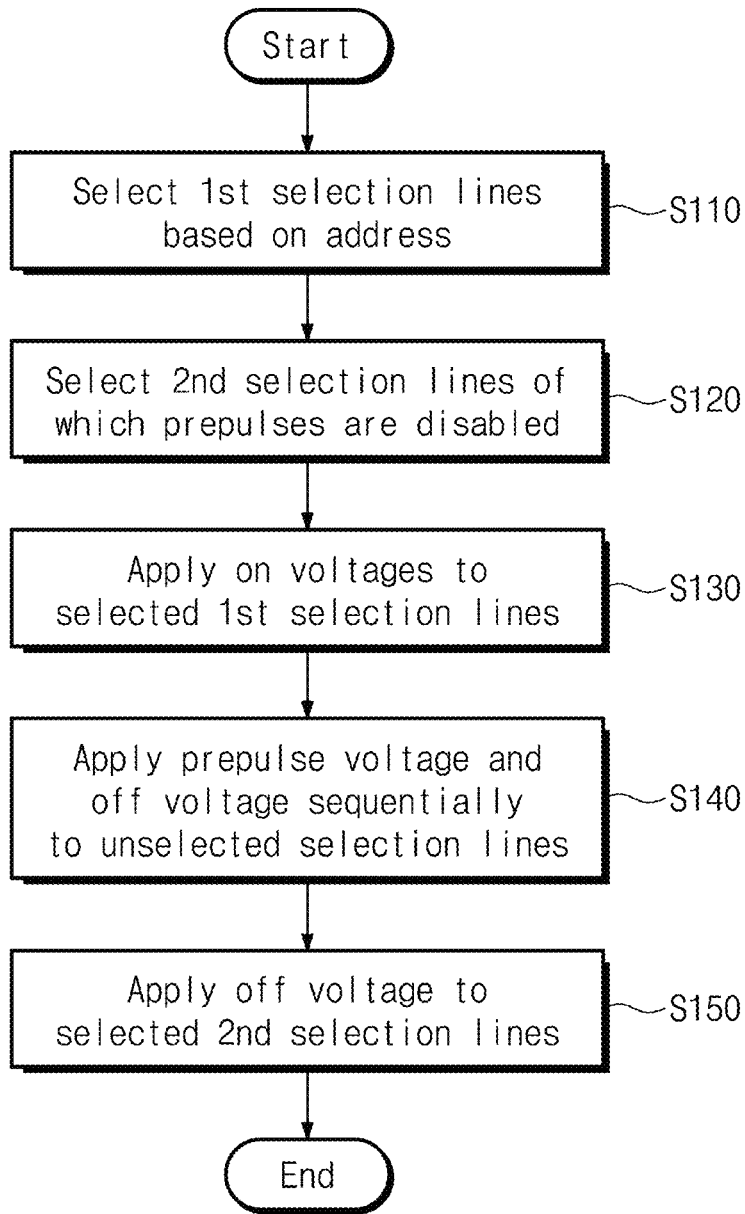 Start
Select 1st selection lines
based on address
S110
Select 2nd selection lines of
which prepulses are disabled
S120
Apply on voltages to
selected 1st selection lines
S130
Apply prepulse voltage and
off voltage sequentially
to unselected selection lines
S140
Apply off voltage to
selected 2nd selection lines
S150
End